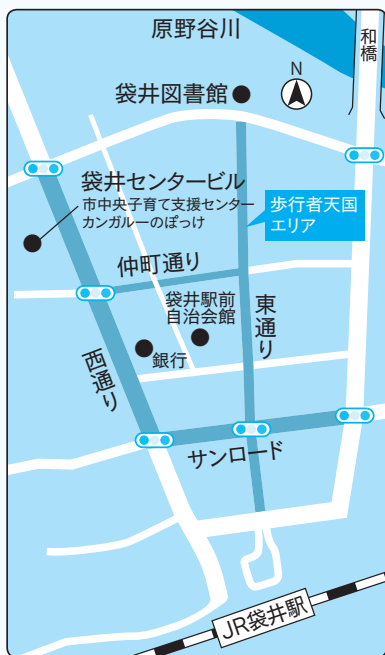 原野谷川
和橋
N
袋井図書館
袋井センタービル
市中央子育て支援センター
カンガルーのぽっけ
歩行者天国
エリア
仲町通り
袋井駅前
自治会館
東通り
銀行
西通り
サンロード
JR袋井駅